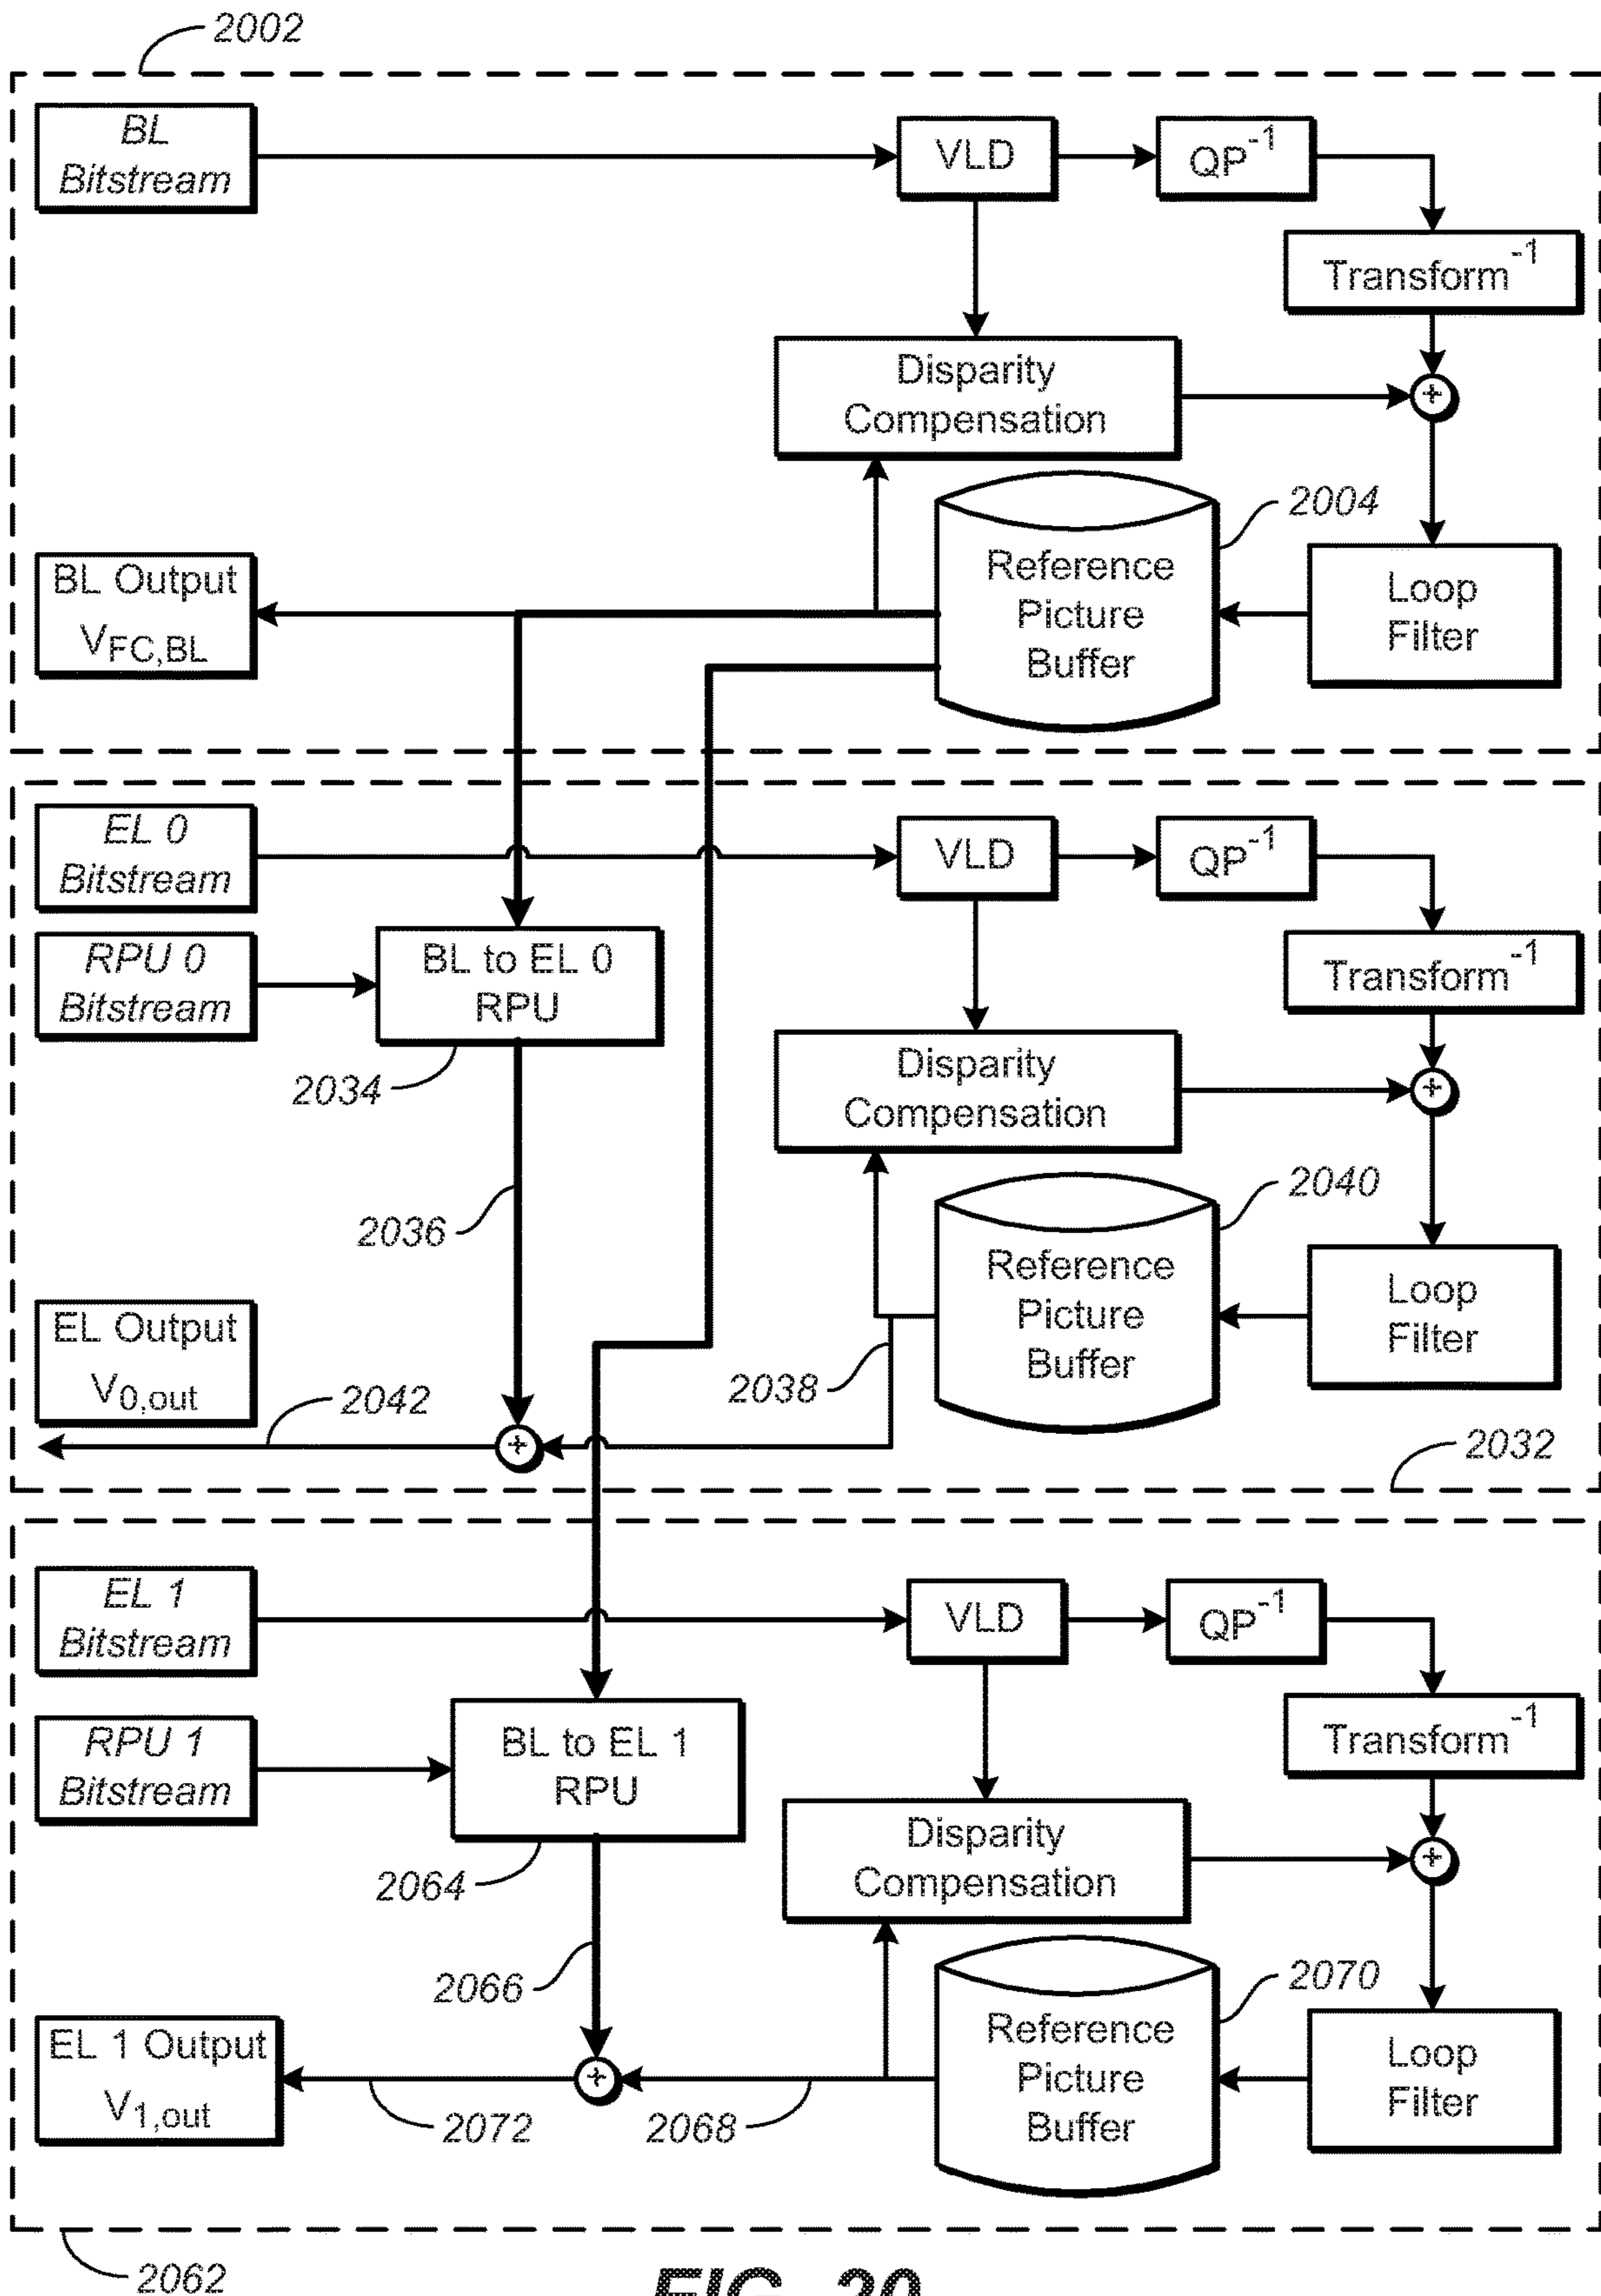 2002
BL
Bitstream
VLD
QP-1
Transform-1
Disparity
Compensation
+
2004
Reference
Picture
Buffer
Loop
Filter
BL Output
VFC,BL
EL 0
Bitstream
VLD
QP-1
RPU 0
Bitstream
BL to EL 0
RPU
Transform-1
2034
Disparity
Compensation
+
2036
2040
Reference
Picture
Buffer
Loop
Filter
EL Output
V0,out
2038
2042
+
2032
EL 1
Bitstream
VLD
QP-1
RPU 1
Bitstream
BL to EL 1
RPU
Transform-1
2064
Disparity
Compensation
+
2066
2070
Reference
Picture
Buffer
Loop
Filter
EL 1 Output
V1,out
+
2072
2068
2062
FIG. 20